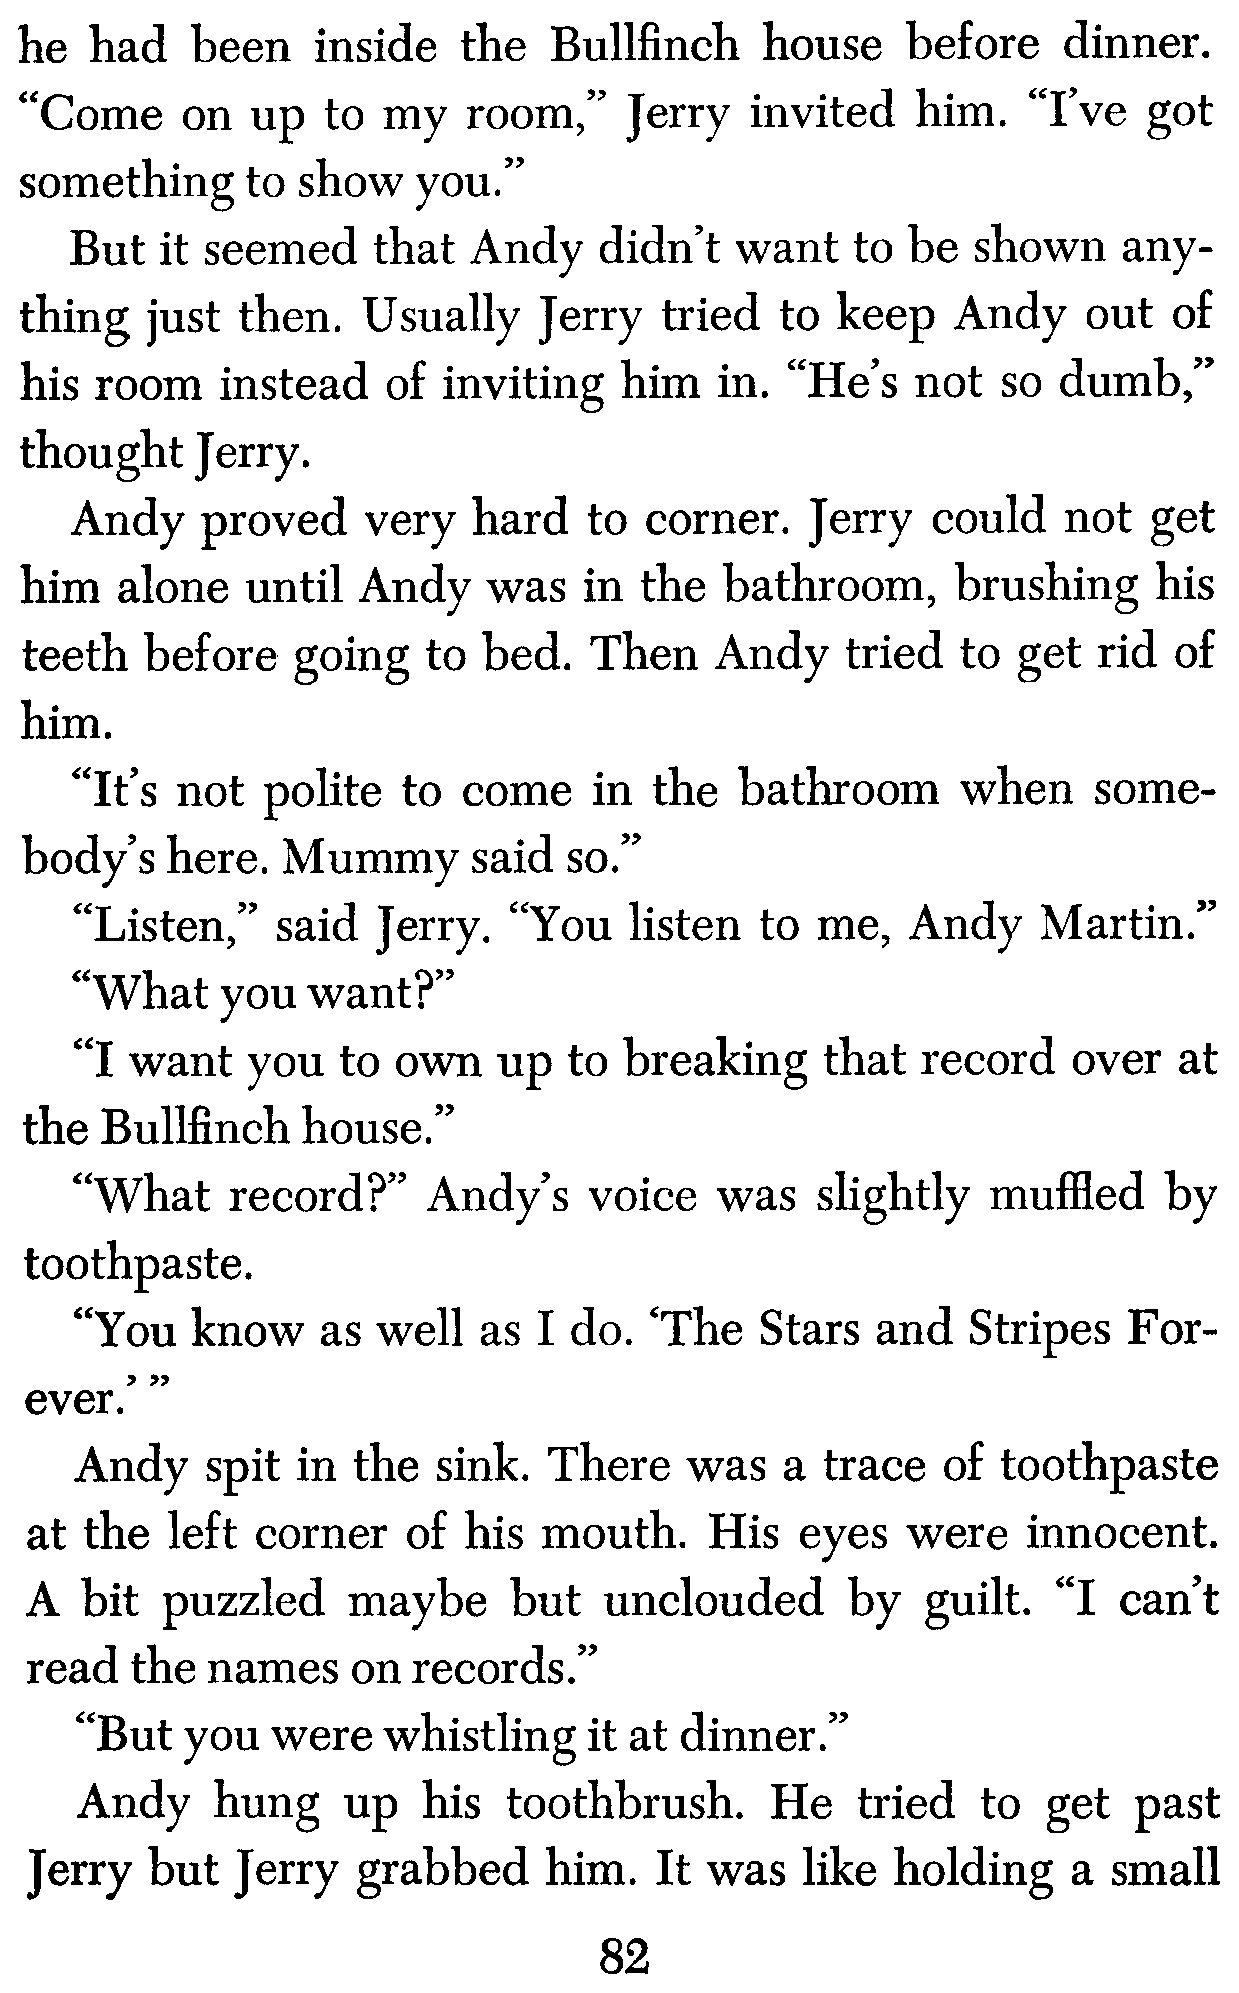 he had been inside the Bullfinch house before dinner.
“Come on up to my room,” Jerry invited him. “I’ve got
something to show you.”
But it seemed that Andy didn’t want to be shown any-
thing just then. Usually Jerry tried to keep Andy out of
his room instead of inviting him in. “He’s not so dumb,”
thought Jerry.
Andy proved very hard to corner. Jerry could not get
him alone until Andy was in the bathroom, brushing his
teeth before going to bed. Then Andy tried to get rid of
him.
“It’s not polite to come in the bathroom when some-
body’s here. Mummy said so.”
“Listen,” said Jerry. “You listen to me, Andy Martin.”
“What you want?”
“I want you to own up to breaking that record over at
the Bullfinch house.”
“What record?” Andy’s voice was slightly muffled by
toothpaste.
“You know as well as I do. ‘The Stars and Stripes For-
ever.’ ”
Andy spit in the sink. There was a trace of toothpaste
at the left corner of his mouth. His eyes were innocent.
A bit puzzled maybe but unclouded by guilt. “I can’t
read the names on records.”
“But you were whistling it at dinner.”
Andy hung up his toothbrush. He tried to get past
Jerry but Jerry grabbed him. It was like holding a small
82